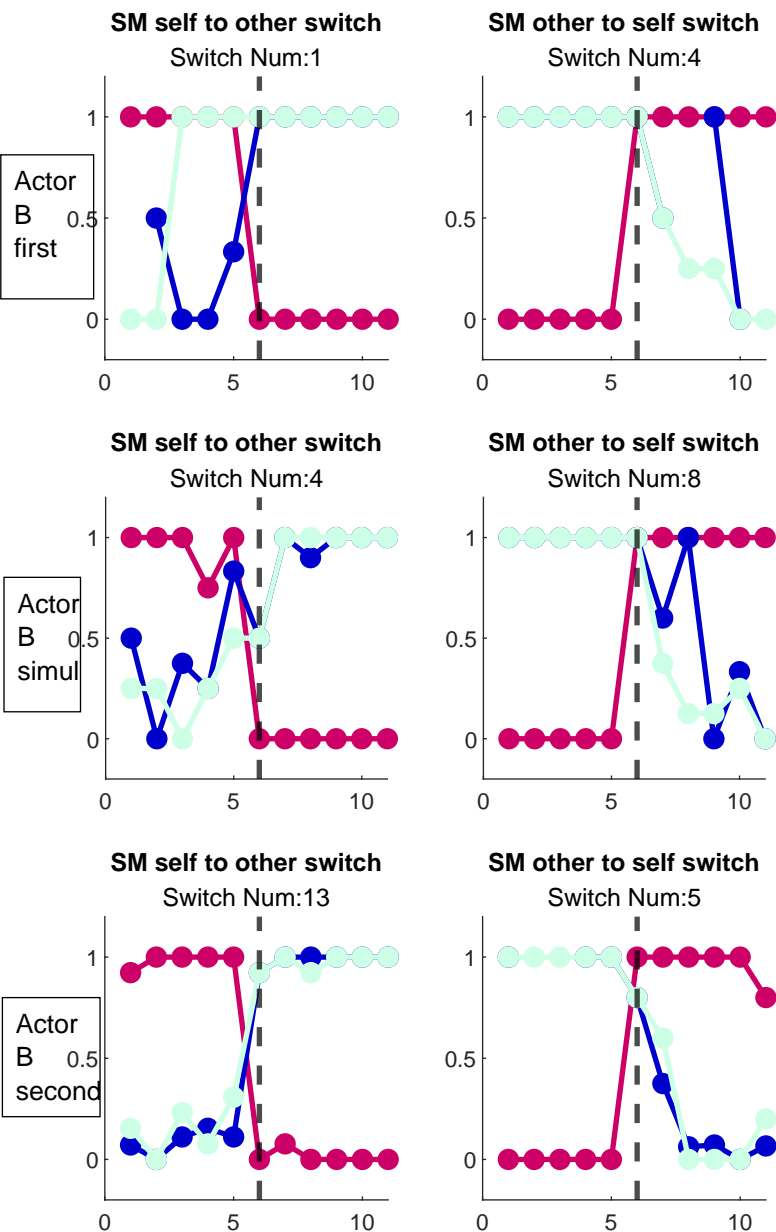 SM self to other switch
Switch Num:1
SM other to self switch
Switch Num:4
Actor
B
first
1
0.5
0
1
0
0
5
10
0
5
10
SM self to other switch
Switch Num:4
SM other to self switch
Switch Num:8
Actor
B
simul
1
0.5
0
1
0.5
0
0
5
10
0
5
10
SM self to other switch
Switch Num:13
SM other to self switch
Switch Num:5
Actor
B
second
1
0.5
0
1
0.5
0
0
5
10
0
5
10